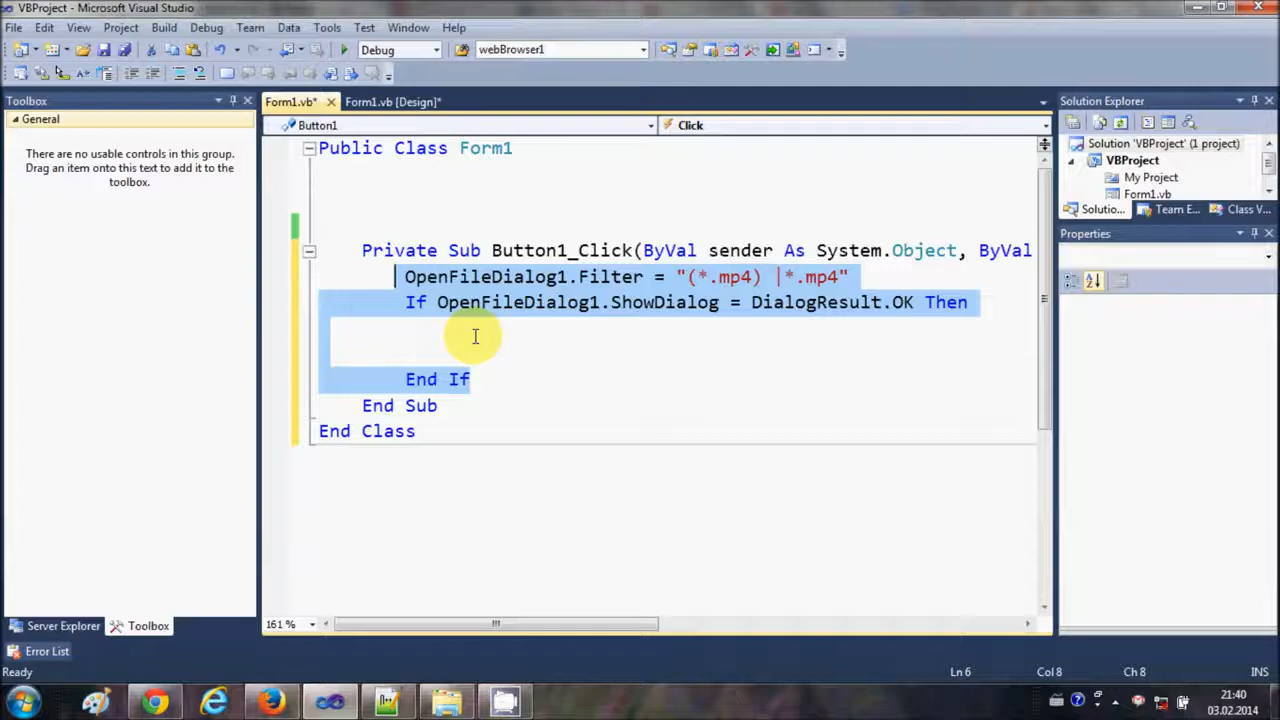 VBProject - Microsoft Visual Studio
File Edit View Project Build Debug Team Data Tools Test Window Help
Debug webBrowser1
Toolbox
Form1.vb* Form1.vb [Design]*
Solution Explorer
General
Button1 Click
There are no usable controls in this group.
Drag an item onto this text to add it to the
toolbox.
Public Class Form1
Private Sub Button1_Click(ByVal sender As System.Object, ByVal
OpenFileDialog1.Filter = "(*.mp4) |*.mp4"
If OpenFileDialog1.ShowDialog = DialogResult.OK Then
End If
End Sub
End Class
Solution 'VBProject' (1 project)
VBProject
My Project
Form1.vb
Solutio... Team E... Class V...
Properties
161 %
Server Explorer Toolbox
Error List
Ready Ln 6 Col 8 Ch 8 INS
21:40
03.02.2014